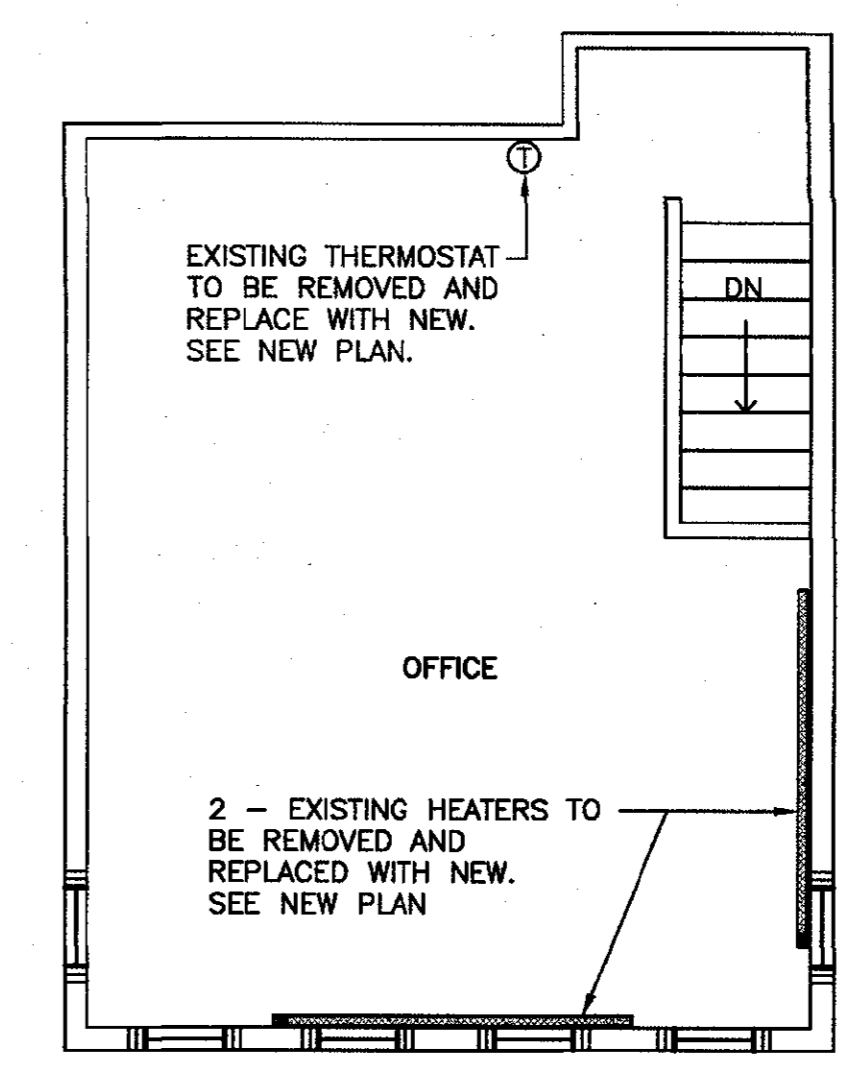 T
EXISTING THERMOSTAT
TO BE REMOVED AND
REPLACE WITH NEW.
SEE NEW PLAN.
DN
OFFICE
2 – EXISTING HEATERS TO
BE REMOVED AND
REPLACED WITH NEW.
SEE NEW PLAN